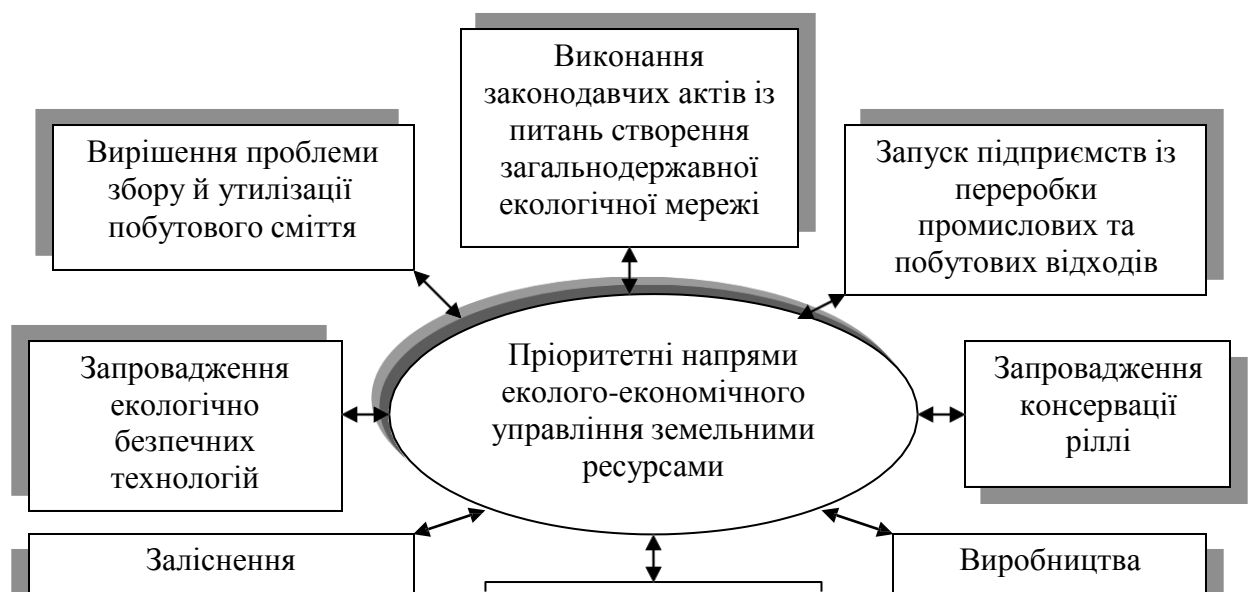 Виконання
законодавчих актів із
питань створення
загальнодержавної
екологічної мережі
Вирішення проблеми
збору й утилізації
побутового сміття
Запуск підприємств із
переробки
промислових та
побутових відходів
Пріоритетні напрями
еколого-економічного
управління земельними
ресурсами
Запровадження
екологічно
безпечних
технологій
Запровадження
консервації
ріллі
Заліснення
Виробництва